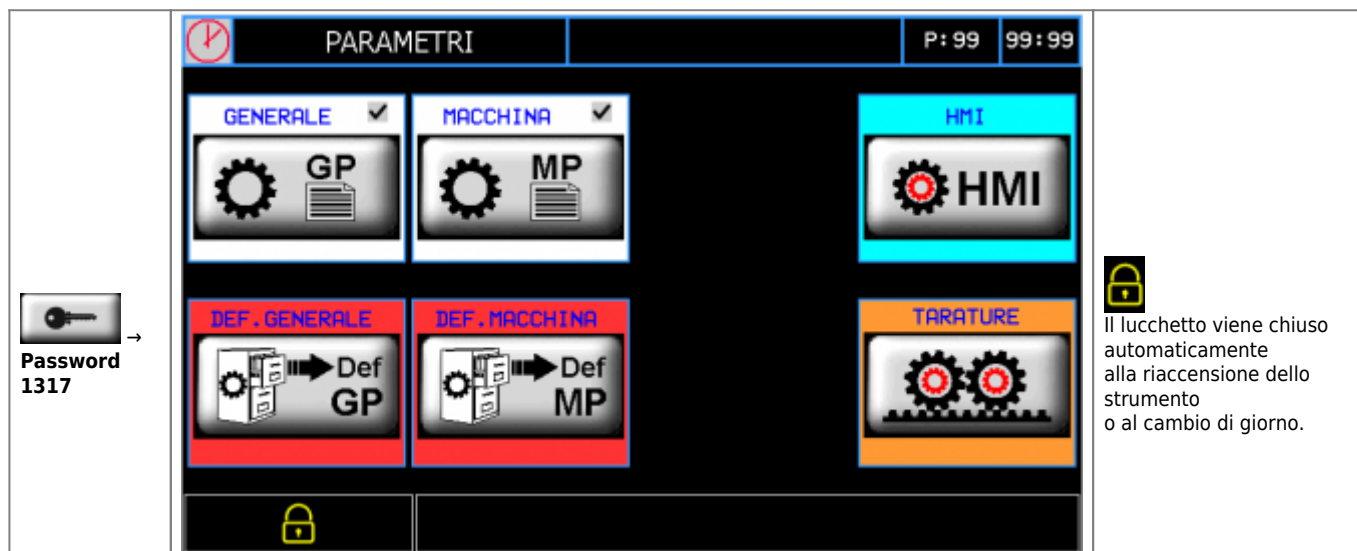 →
Password
1317
PARAMETRI
P:99
99:99
GENERALE
MACCHINA
HMI
GP
MP
HMI
DEF.GENERALE
DEF.MACCHINA
TARATURE
Def
GP
Def
MP
Il lucchetto viene chiuso
automaticamente
alla riaccensione dello
strumento
o al cambio di giorno.